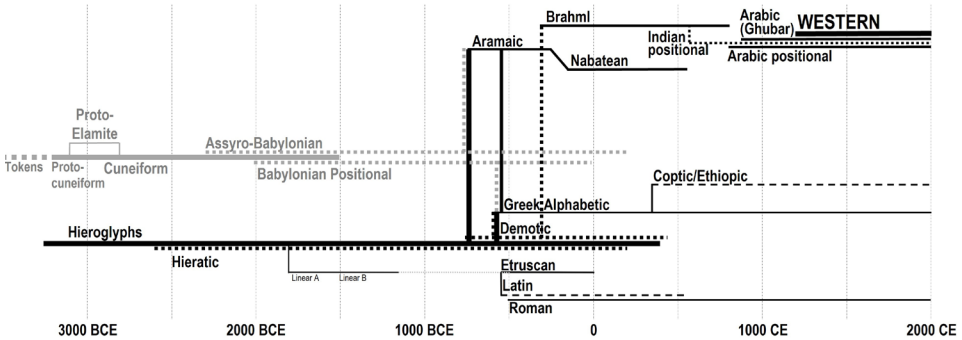 Brahmī
Arabic
(Ghubar)
WESTERN
Indian
positional
Arabic positional
Aramaic
Nabatean
Proto-
Elamite
Assyro-Babylonian
Tokens
Proto-
cuneiform
Cuneiform
Babylonian Positional
Coptic/Ethiopic
Greek Alphabetic
Hieroglyphs
Demotic
Hieratic
Linear A
Linear B
Etruscan
Latin
Roman
3000 BCE
2000 BCE
1000 BCE
0
1000 CE
2000 CE